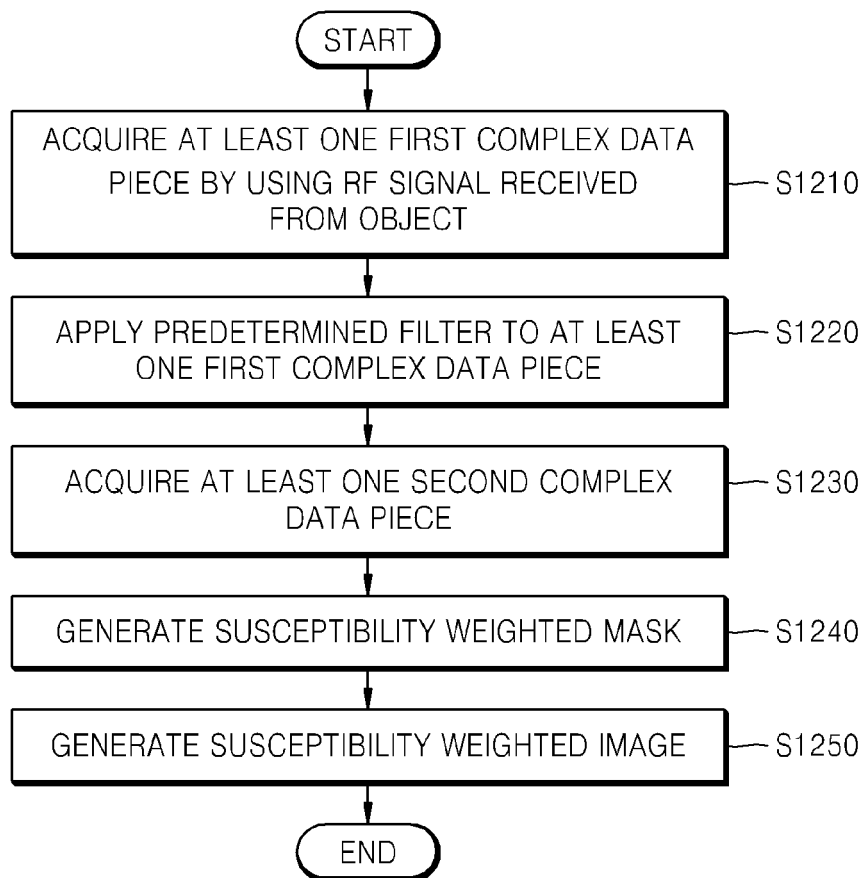 START
ACQUIRE AT LEAST ONE FIRST COMPLEX DATA
PIECE BY USING RF SIGNAL RECEIVED
FROM OBJECT
S1210
APPLY PREDETERMINED FILTER TO AT LEAST
ONE FIRST COMPLEX DATA PIECE
S1220
ACQUIRE AT LEAST ONE SECOND COMPLEX
DATA PIECE
S1230
GENERATE SUSCEPTIBILITY WEIGHTED MASK
S1240
GENERATE SUSCEPTIBILITY WEIGHTED IMAGE
S1250
END